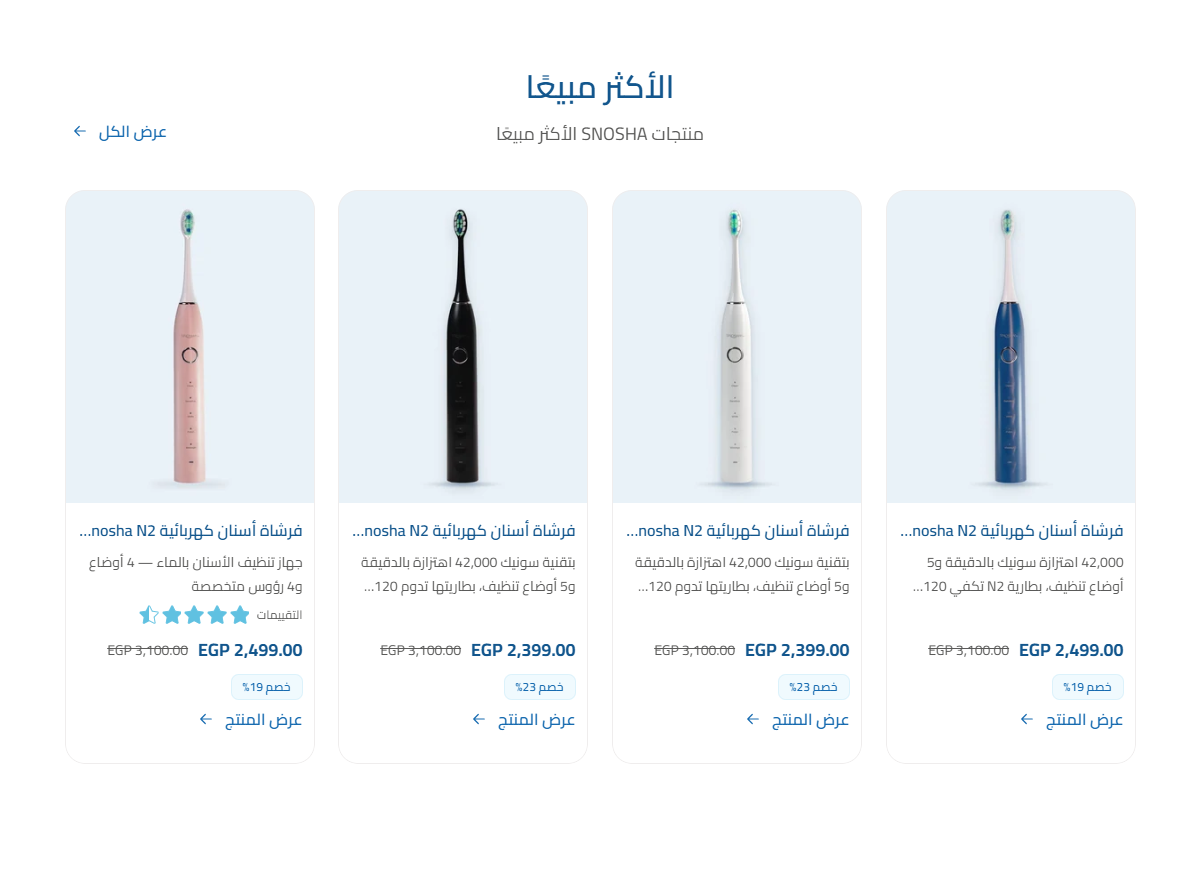 الأكثر مبيعًا
منتجات SNOSHA الأكثر مبيعًا
عرض الكل
فرشاة أسنان كهربائية nosha N2...
42,000 اهتزازة سونيك بالدقيقة و5
أوضاع تنظيف، بطارية N2 تكفي 120...
EGP 2,499.00 EGP 3,100.00
خصم 19%
عرض المنتج
فرشاة أسنان كهربائية nosha N2...
بتقنية سونيك 42,000 اهتزازة بالدقيقة
و5 أوضاع تنظيف، بطاريتها تدوم 120...
EGP 2,399.00 EGP 3,100.00
خصم 23%
عرض المنتج
فرشاة أسنان كهربائية nosha N2...
بتقنية سونيك 42,000 اهتزازة بالدقيقة
و5 أوضاع تنظيف، بطاريتها تدوم 120...
EGP 2,399.00 EGP 3,100.00
خصم 23%
عرض المنتج
فرشاة أسنان كهربائية nosha N2...
جهاز تنظيف الأسنان بالماء — 4 أوضاع
و4 رؤوس متخصصة
التقييمات
EGP 2,499.00 EGP 3,100.00
خصم 19%
عرض المنتج